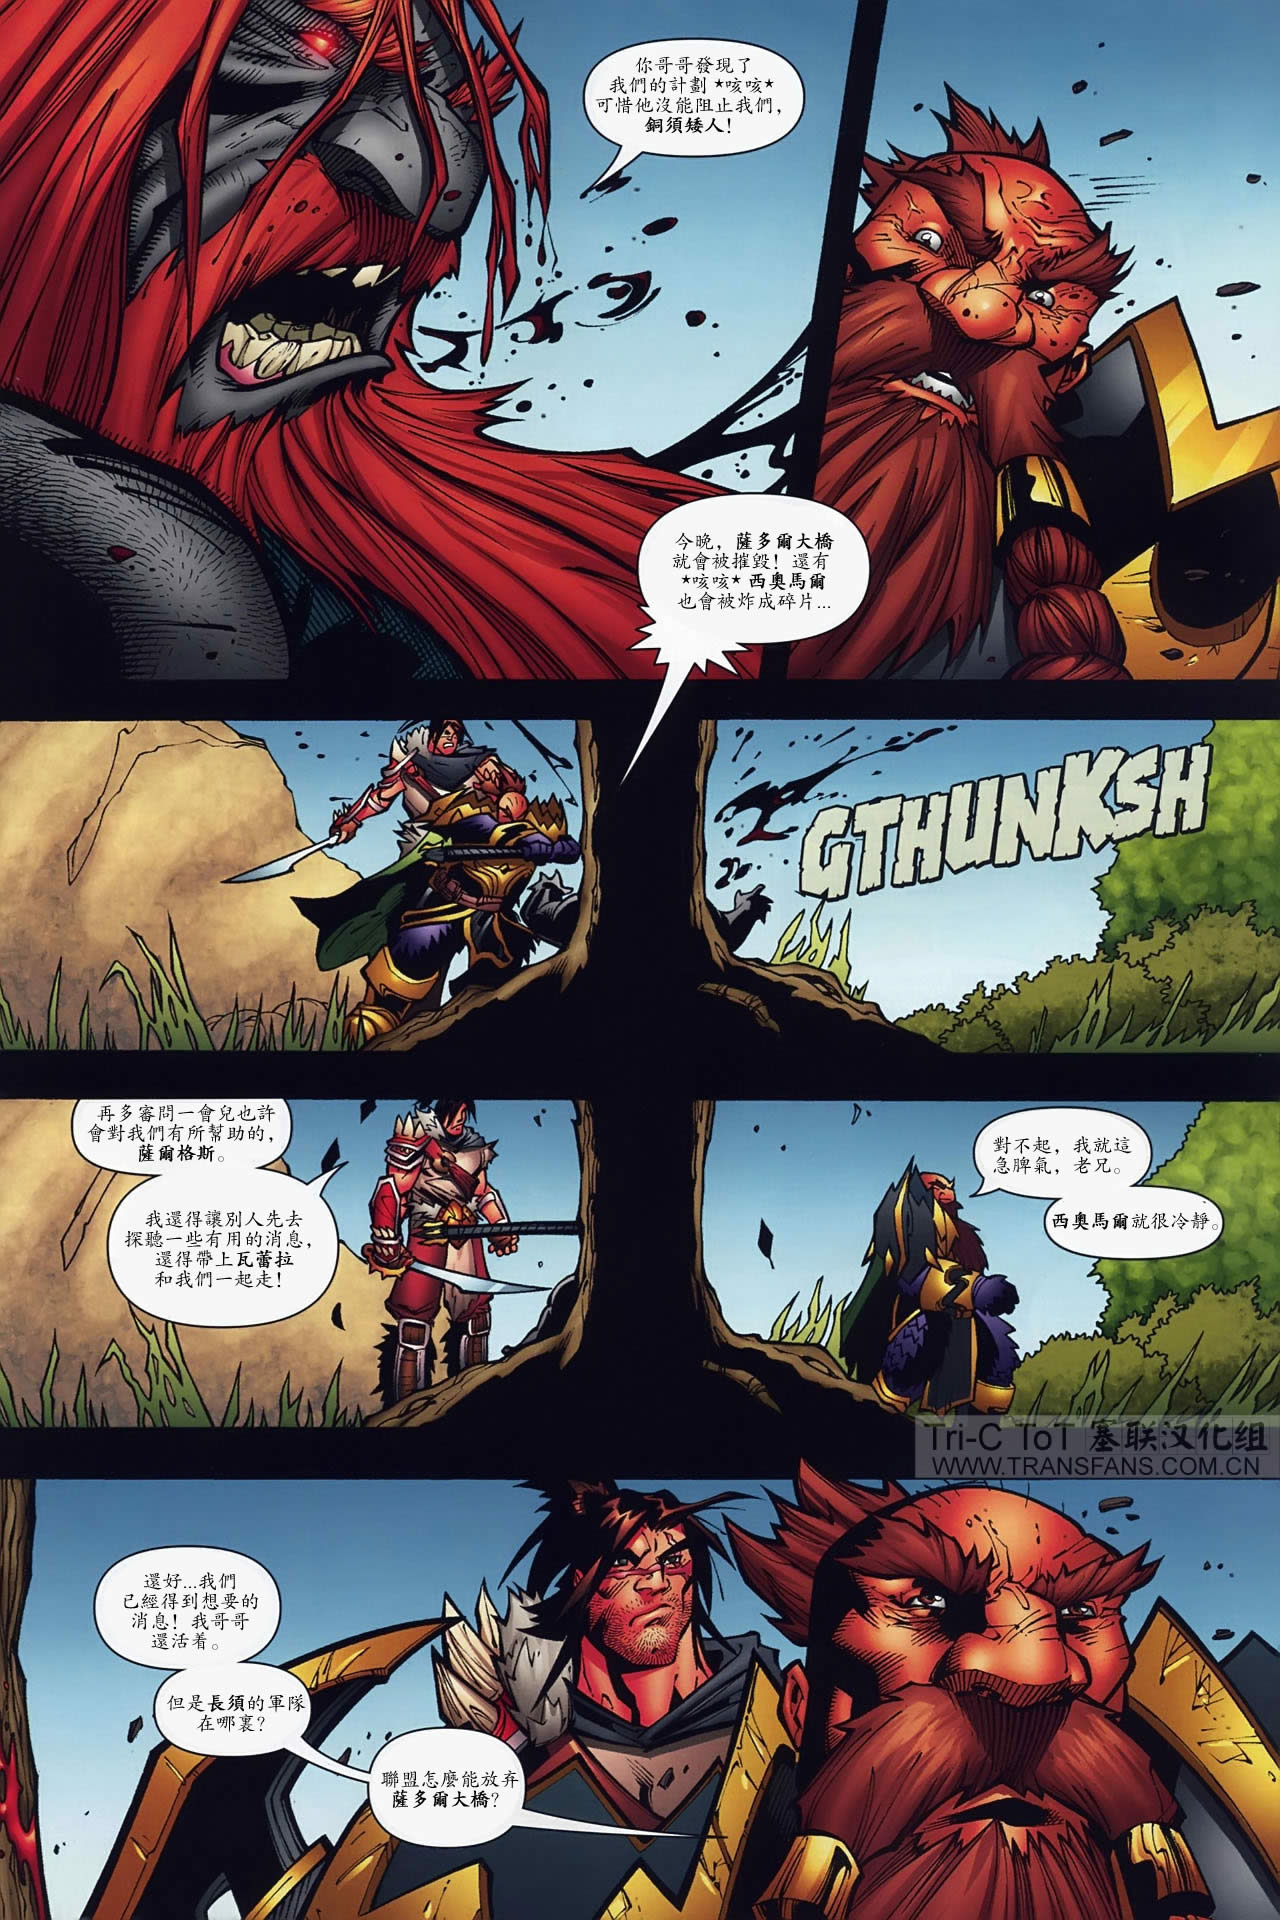 你哥哥發現了
我們的計劃 *咳咳*
可惜他沒能阻止我們，
銅須矮人！
今晚，薩多爾大橋
就會被摧毀！還有
*咳咳* 西奧馬爾
也會被炸成碎片...
GTHUNKSH
再多審問一會兒也許
會對我們有所幫助的，
薩爾格斯。
我還得讓別人先去
探聽一些有用的消息，
還得帶上瓦蕾拉
和我們一起走！
對不起，我就這
急脾氣，老兄。
西奧馬爾就很冷靜。
Tri-C ToT 塞联汉化组
WWW.TRANSFANS.COM.CN
還好...我們
已經得到想要的
消息！我哥哥
還活着。
但是長須的軍隊
在哪裏？
聯盟怎麼能放弃
薩多爾大橋？